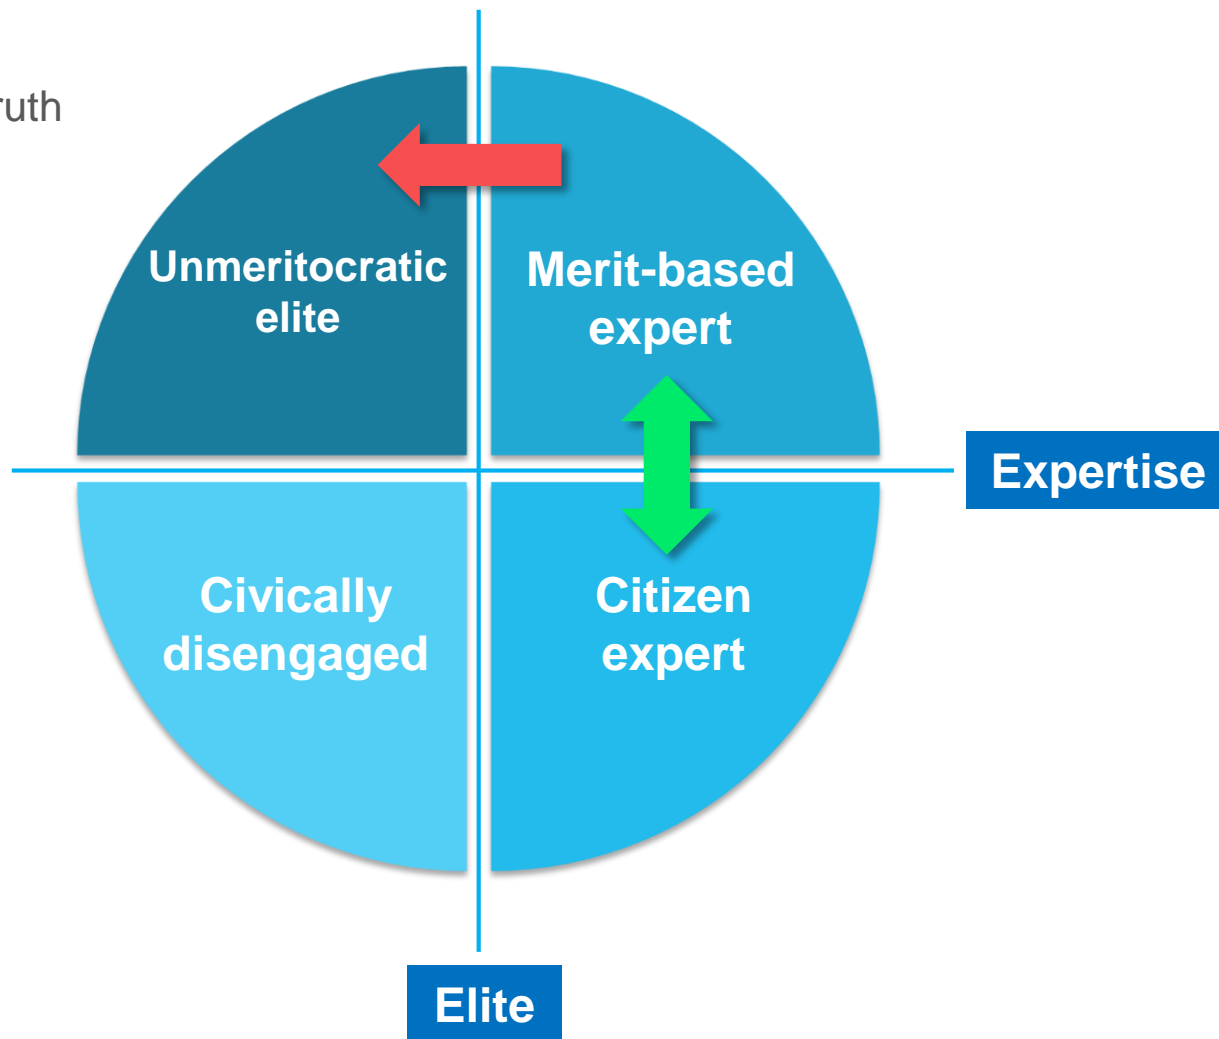 Unmeritocratic
elite
Merit-based
expert
Expertise
Civically
disengaged
Citizen
expert
Elite